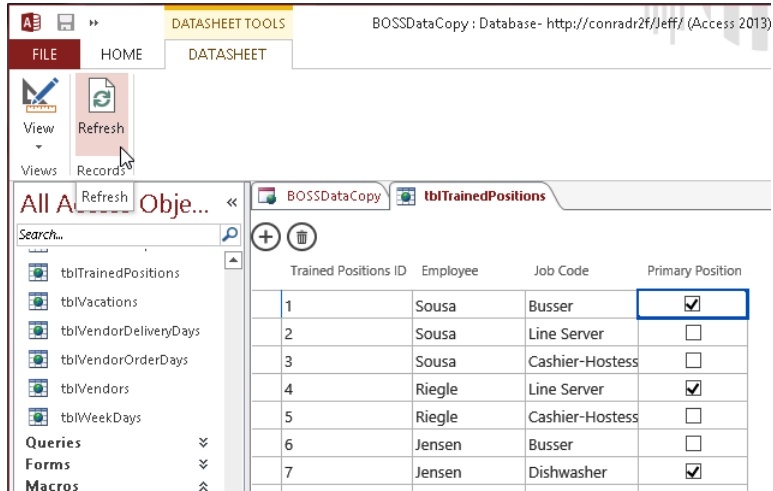 DATASHEET TOOLS
BOSSDataCopy : Database- http://conradr2f/Jeff/ (Access 2013)
FILE HOME DATASHEET
View
Refresh
Views
Records
All Access Obje... «
Refresh
Search...
tblTrainedPositions
tblVacations
tblVendorDeliveryDays
tblVendorOrderDays
tblVendors
tblWeekDays
Queries
Forms
Macros
BOSSDataCopy
tblTrainedPositions
Trained Positions ID Employee Job Code Primary Position
1 Sousa Busser
2 Sousa Line Server
3 Sousa Cashier-Hostess
4 Riegle Line Server
5 Riegle Cashier-Hostess
6 Jensen Busser
7 Jensen Dishwasher